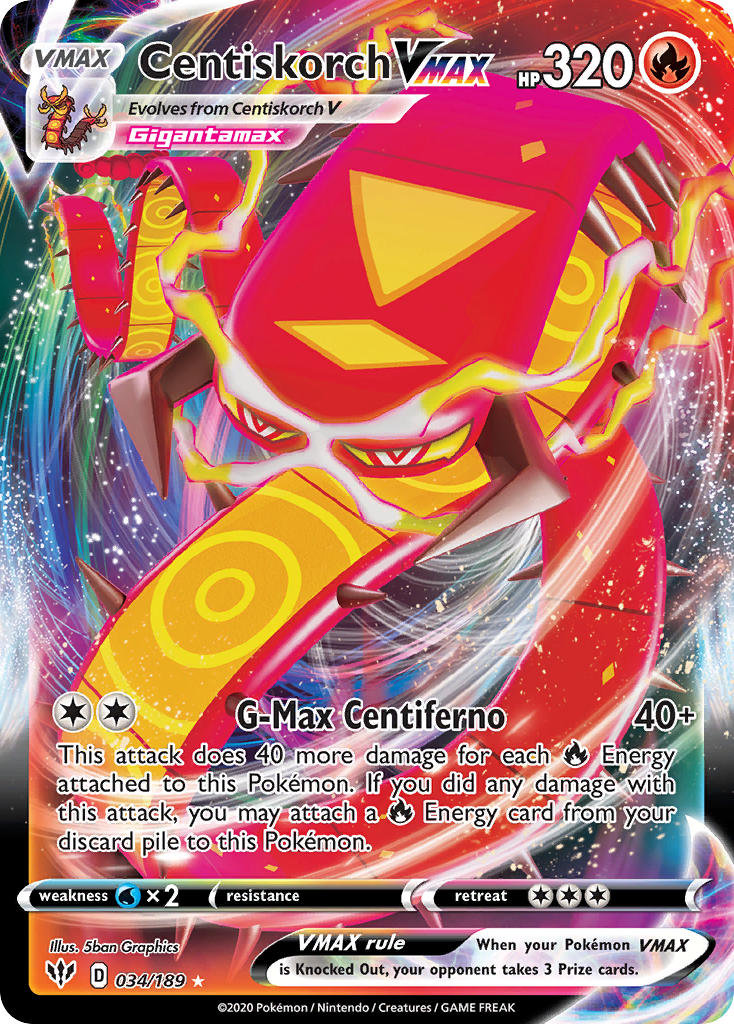 VMAX
Centiskorch VMAX
HP 320
Evolves from Centiskorch V
Gigantamax
G-Max Centiferno 40+
This attack does 40 more damage for each Energy
attached to this Pokémon. If you did any damage with
this attack, you may attach a Energy card from your
discard pile to this Pokémon.
weakness ×2 resistance retreat
Illus. 5ban Graphics
VMAX rule When your Pokémon VMAX
is Knocked Out, your opponent takes 3 Prize cards.
D 034/189 ★
©2020 Pokémon / Nintendo / Creatures / GAME FREAK